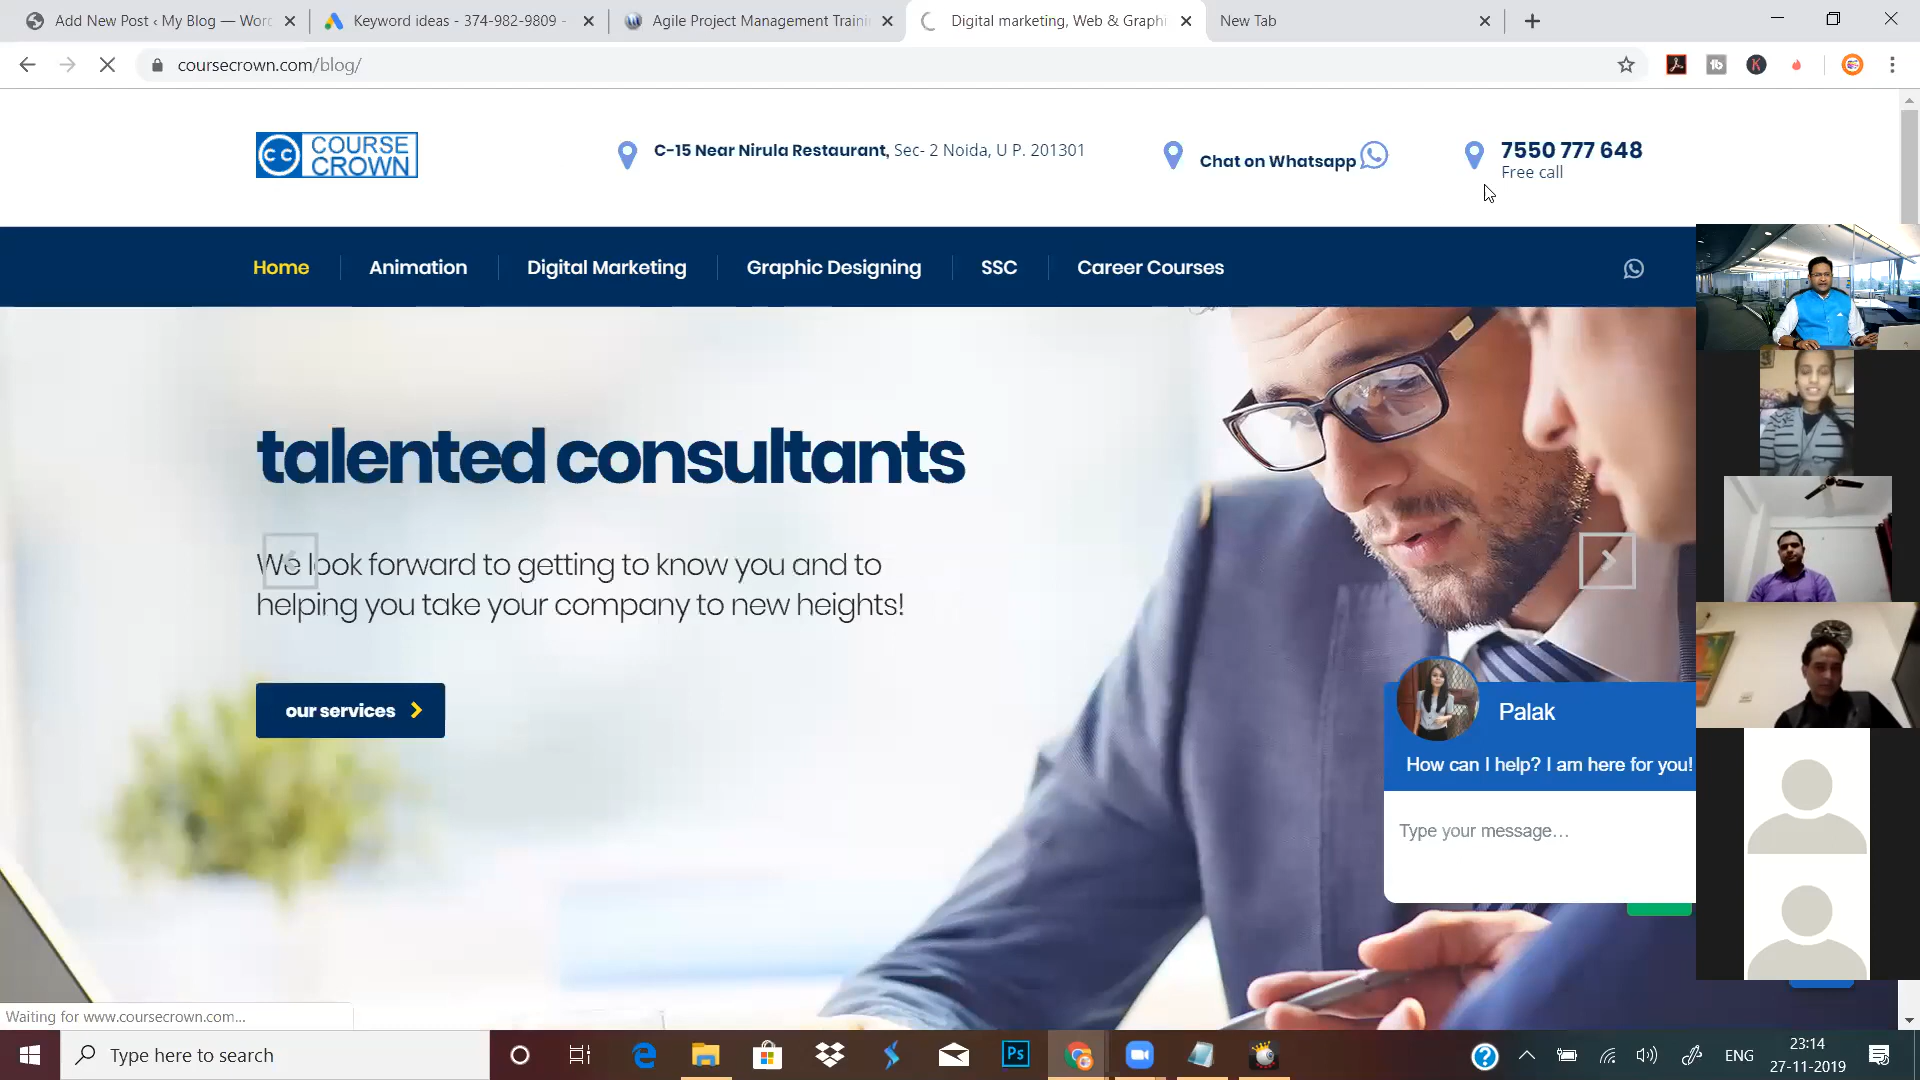 Add New Post ‹ My Blog — Wor
Keyword ideas - 374-982-9809 -
Agile Project Management Traini
Digital marketing, Web & Graph
New Tab
coursecrown.com/blog/
CC COURSE
CROWN
C-15 Near Nirula Restaurant, Sec- 2 Noida, U P. 201301
Chat on Whatsapp
7550 777 648
Free call
Home
Animation
Digital Marketing
Graphic Designing
SSC
Career Courses
talented consultants
We look forward to getting to know you and to
helping you take your company to new heights!
our services
Palak
How can I help? I am here for you!
Type your message…
Waiting for www.coursecrown.com...
Type here to search
Ps
ENG
23:14
27-11-2019